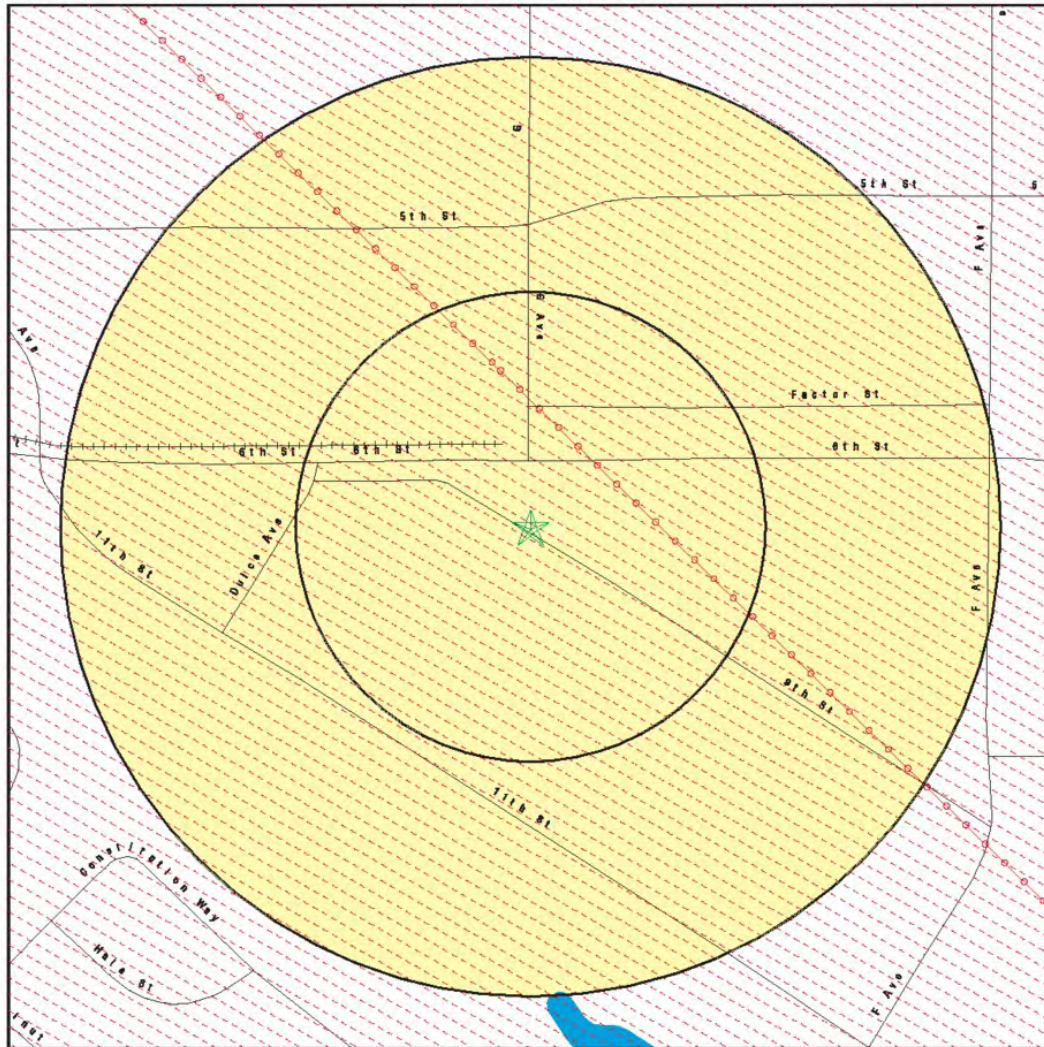 G
5th St
5th St
F Ave
G Ave
Ave
Factor St
6th St
6th St
6th St
11th St
Dulce Ave
F Ave
9th St
11th St
Constitution Way
Hale St
F Ave